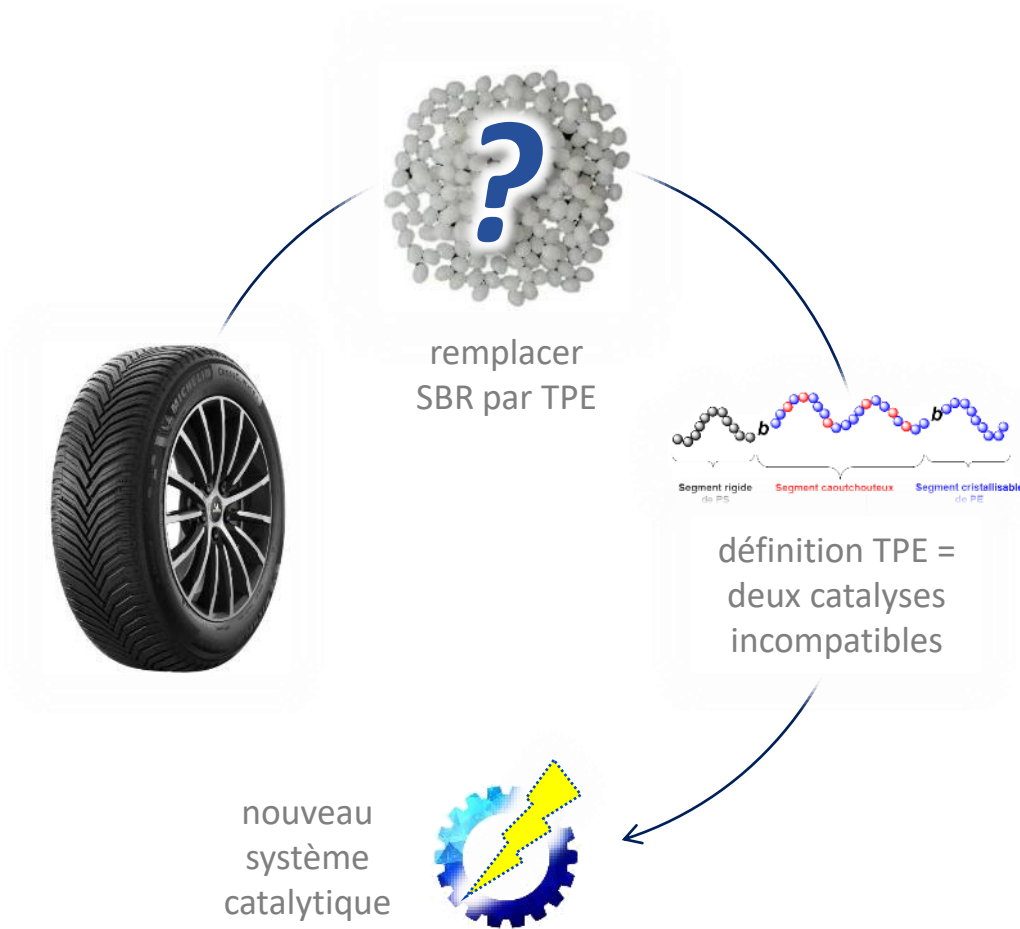 ?
remplacer
SBR par TPE
MICHELIN
b
b
Segment rigide
de PS
Segment caoutchouteux
Segment cristallisable
de PE
définition TPE =
deux catalyses
incompatibles
nouveau
système
catalytique